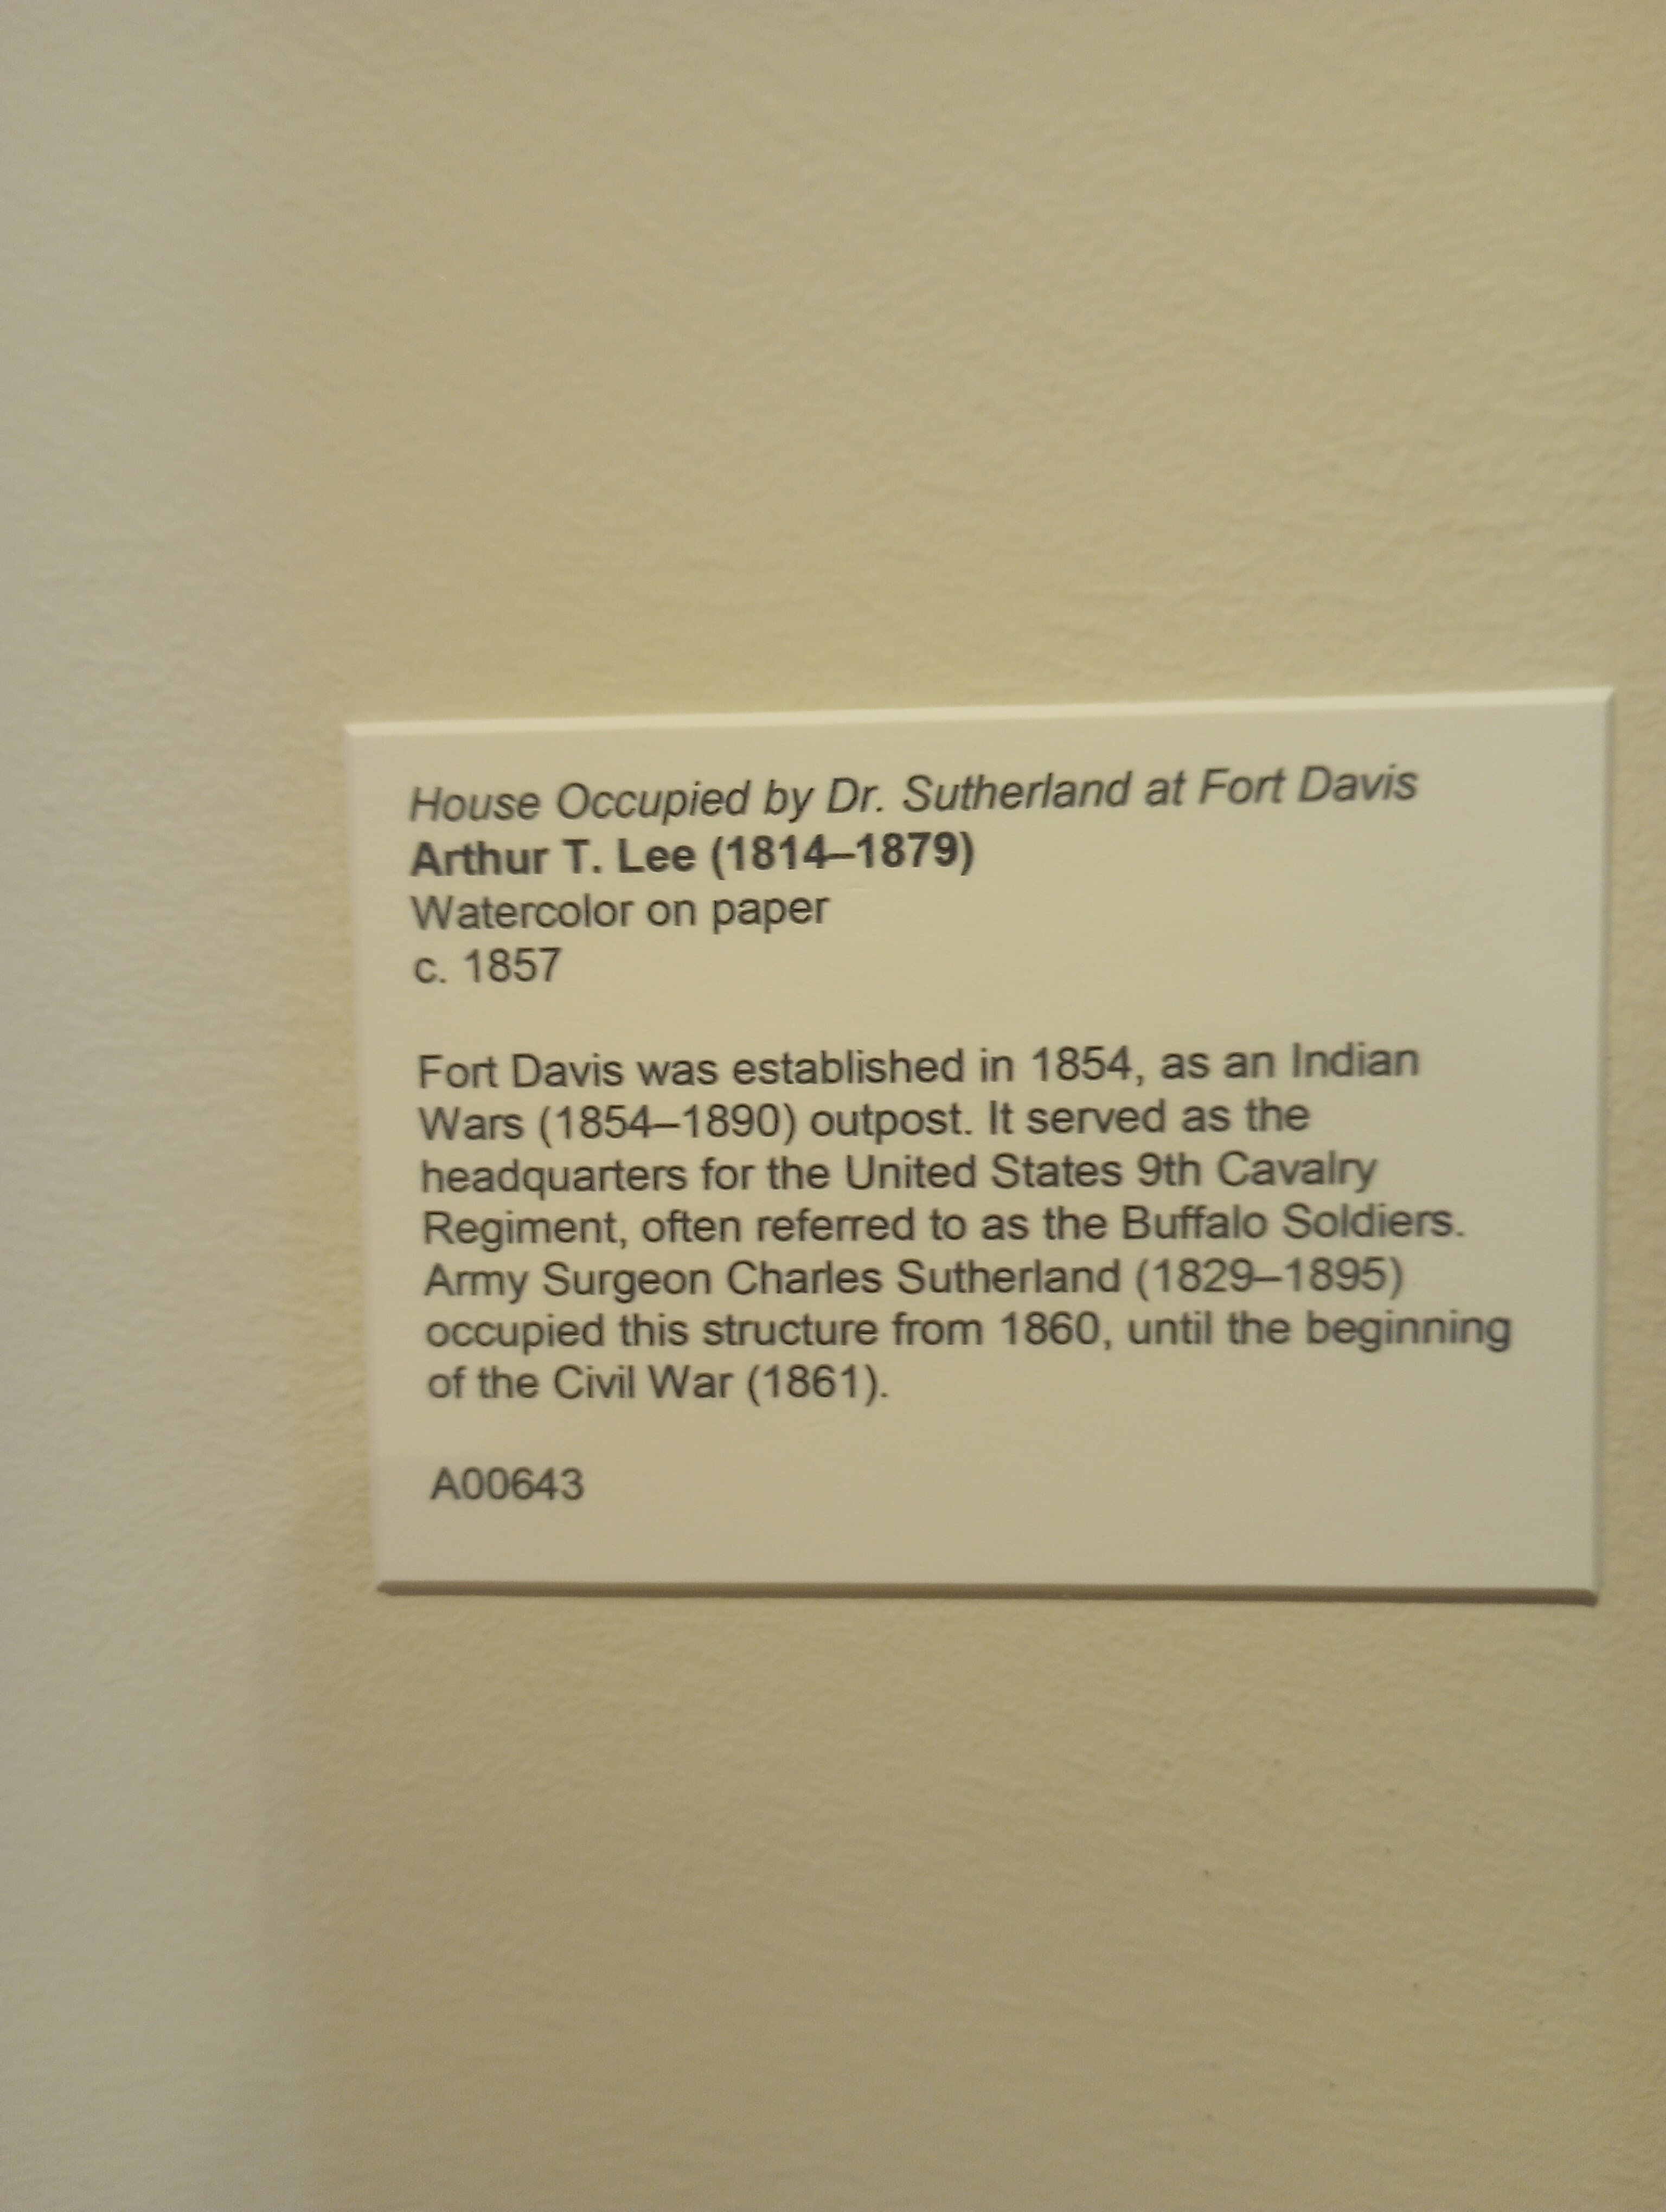 House Occupied by Dr. Sutherland at Fort Davis
Arthur T. Lee (1814–1879)
Watercolor on paper
c. 1857
Fort Davis was established in 1854, as an Indian
Wars (1854–1890) outpost. It served as the
headquarters for the United States 9th Cavalry
Regiment, often referred to as the Buffalo Soldiers.
Army Surgeon Charles Sutherland (1829–1895)
occupied this structure from 1860, until the beginning
of the Civil War (1861).
A00643